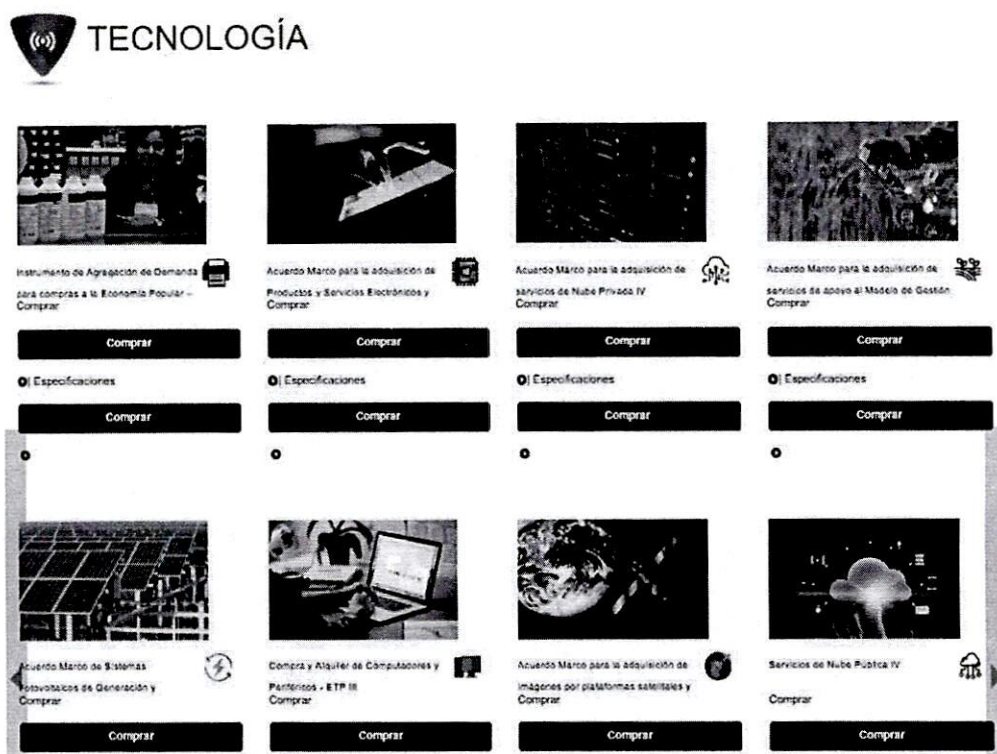 TECNOLOGÍA
Instrumento de Agregación de Demanda
para compras a la Economía Popular –
Comprar
Comprar
| Especificaciones
Comprar
Acuerdo Marco para la adquisición de
Productos y Servicios Electrónicos y
Comprar
Comprar
| Especificaciones
Comprar
Acuerdo Marco para la adquisición de
servicios de Nube Privada IV
Comprar
Comprar
| Especificaciones
Comprar
Acuerdo Marco para la adquisición de
servicios de apoyo al Modelo de Gestión
Comprar
Comprar
| Especificaciones
Comprar
Acuerdo Marco de Sistemas
Fotovoltaicos de Generación y
Comprar
Comprar
Compra y Alquiler de Computadores y
Periféricos - ETP III
Comprar
Comprar
Acuerdo Marco para la adquisición de
imágenes por plataformas satelitales y
Comprar
Comprar
Servicios de Nube Pública IV
Comprar
Comprar